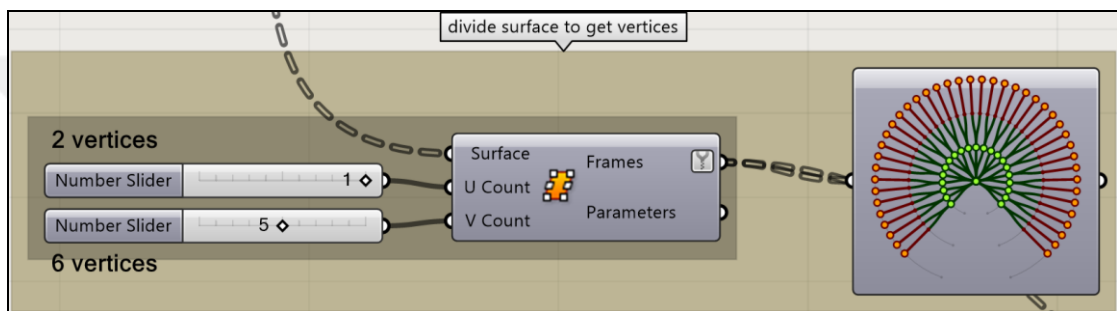 divide surface to get vertices
2 vertices
Number Slider 1
Number Slider 5
6 vertices
Surface
U Count
V Count
Frames
Parameters